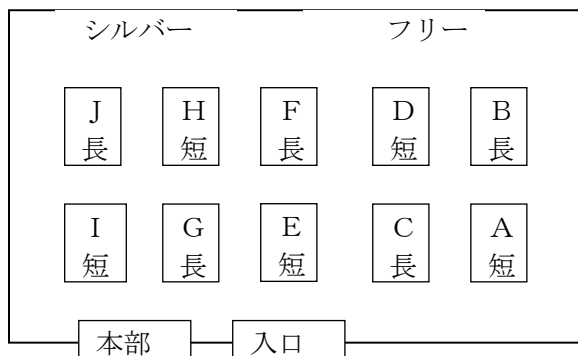 シルバー フリー
J H F D B
長 短 長 短 長
I G E C A
短 長 短 長 短
本部 入口